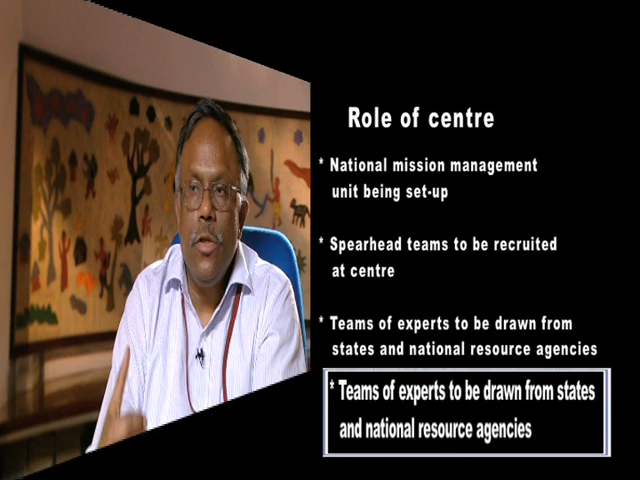 Role of centre
* National mission management
unit being set-up
* Spearhead teams to be recruited
at centre
* Teams of experts to be drawn from
states and national resource agencies
* Teams of experts to be drawn from states
and national resource agencies